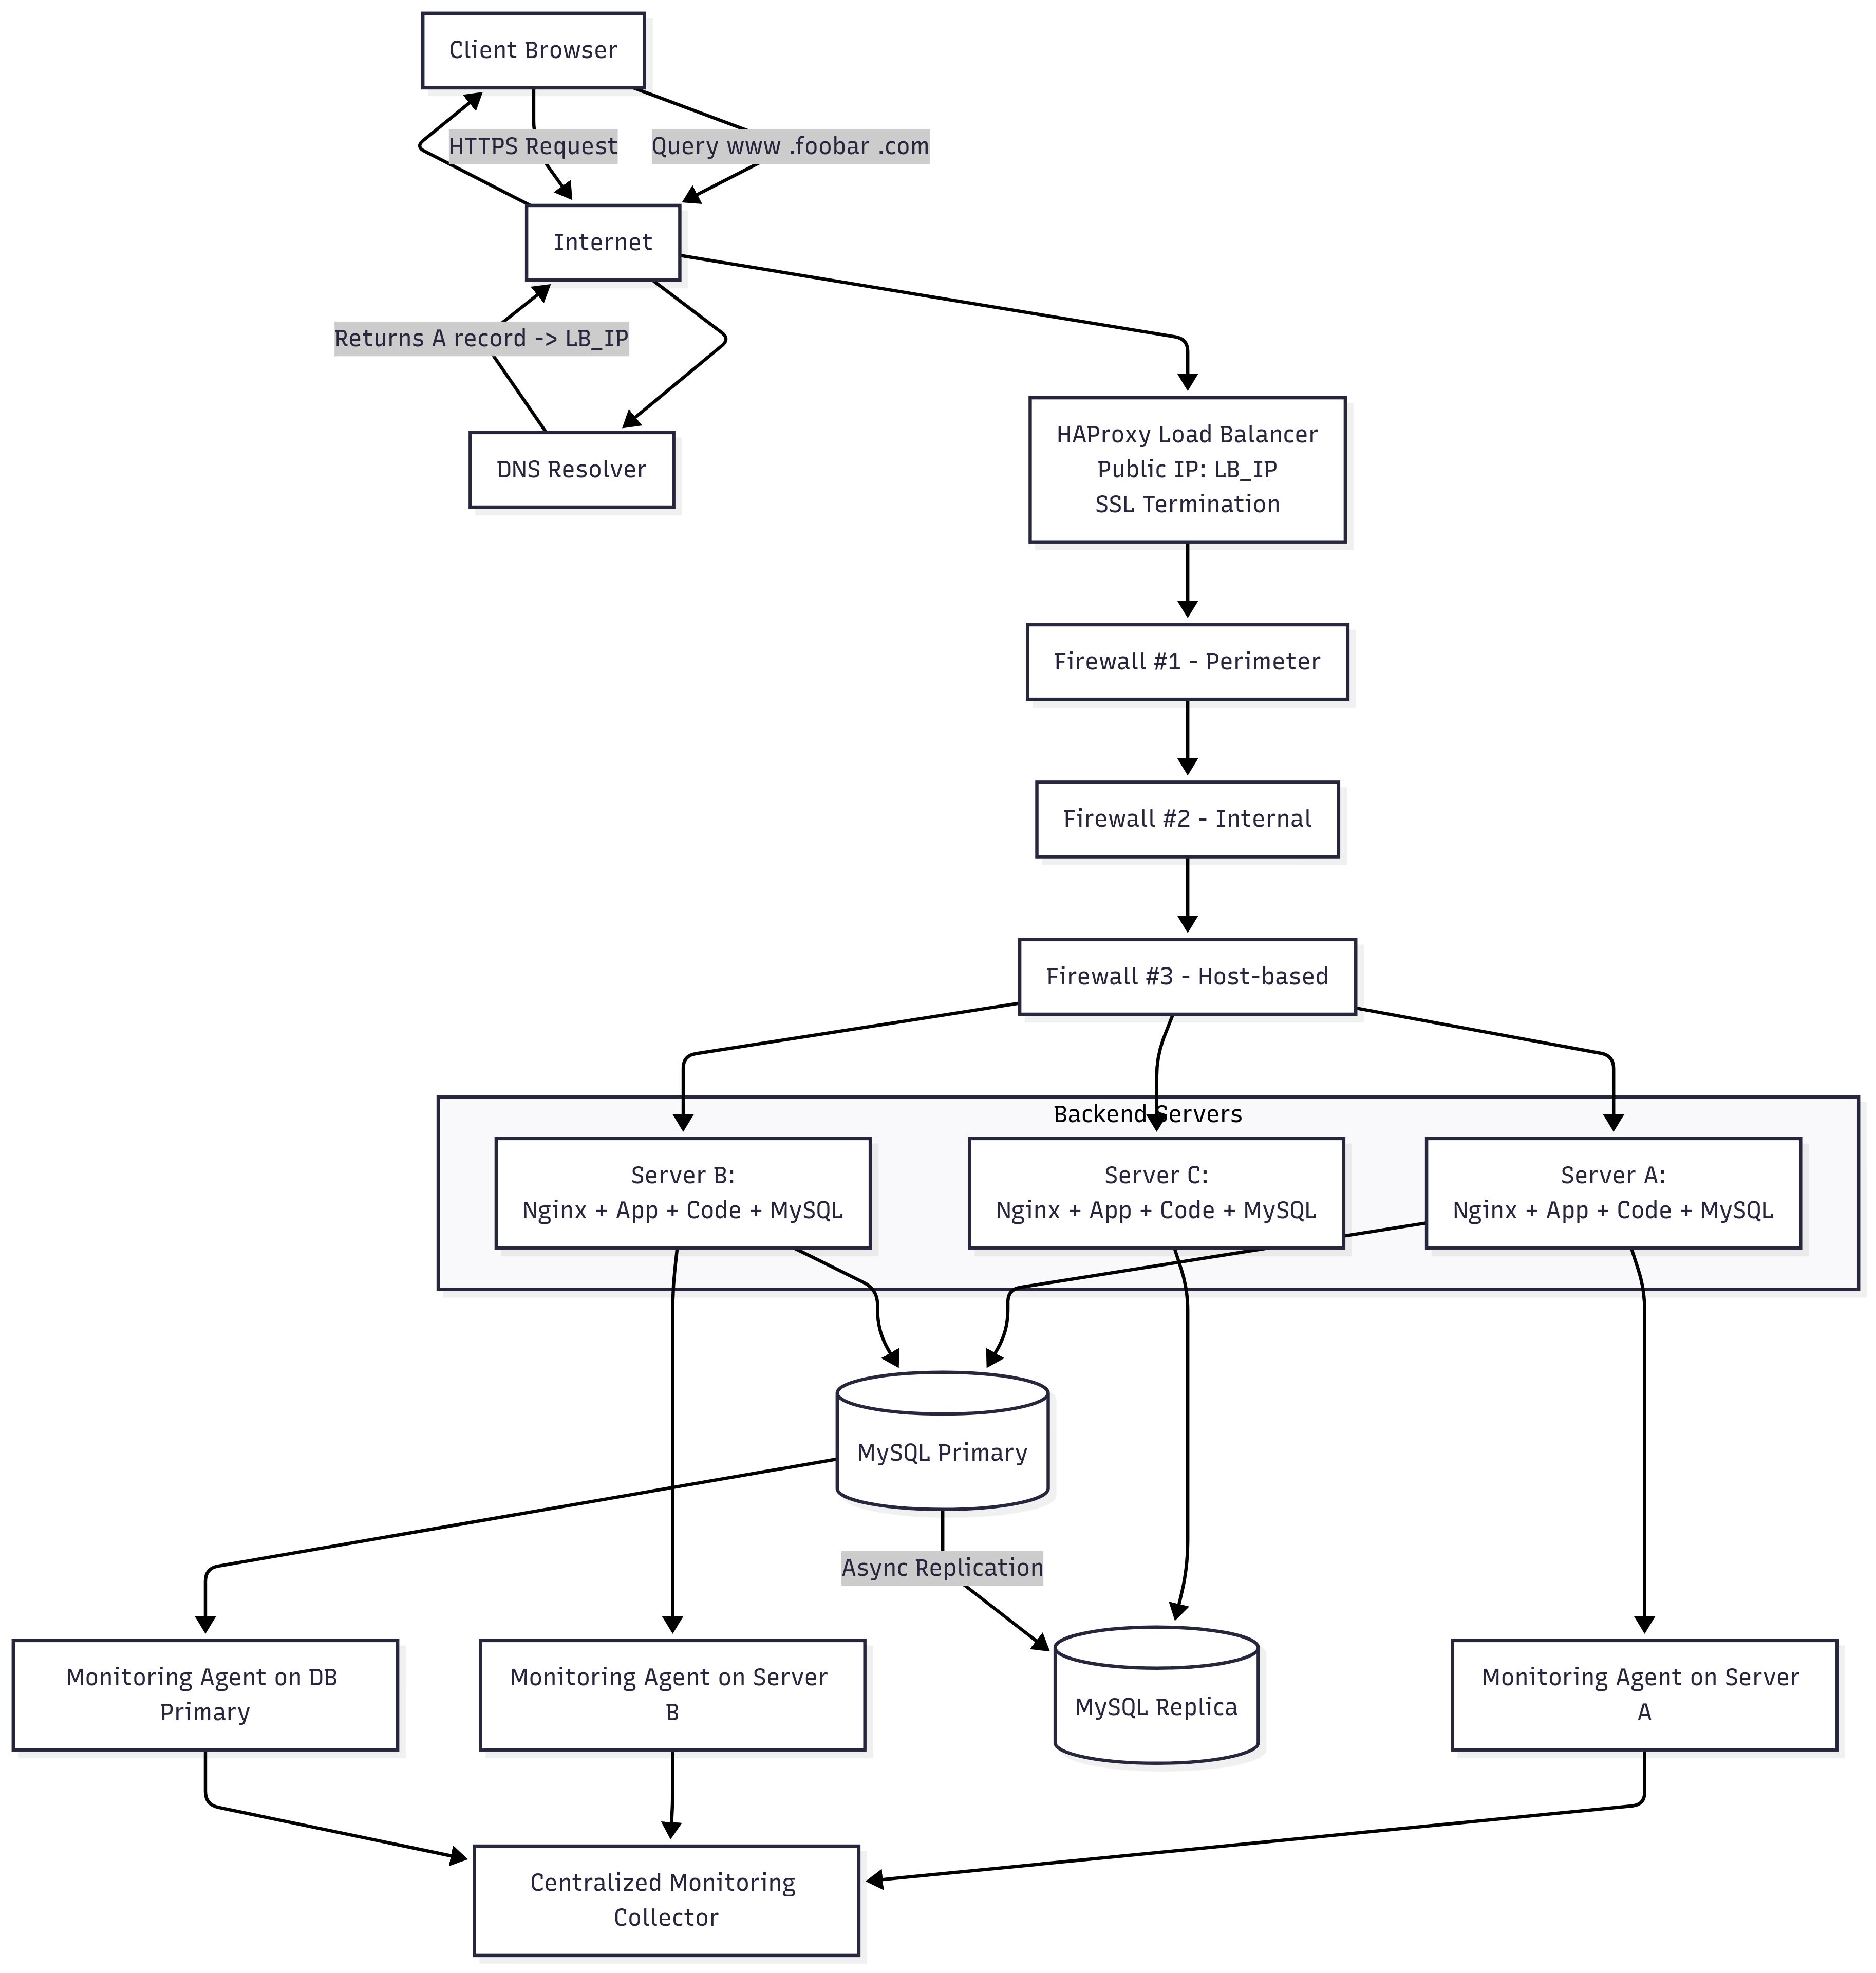 Client Browser
HTTPS Request
Query www .foobar .com
Internet
Returns A record -> LB_IP
DNS Resolver
HAProxy Load Balancer
Public IP: LB_IP
SSL Termination
Firewall #1 - Perimeter
Firewall #2 - Internal
Firewall #3 - Host-based
Backend Servers
Server B:
Nginx + App + Code + MySQL
Server C:
Nginx + App + Code + MySQL
Server A:
Nginx + App + Code + MySQL
MySQL Primary
Async Replication
Monitoring Agent on DB
Primary
Monitoring Agent on Server
B
MySQL Replica
Monitoring Agent on Server
A
Centralized Monitoring
Collector